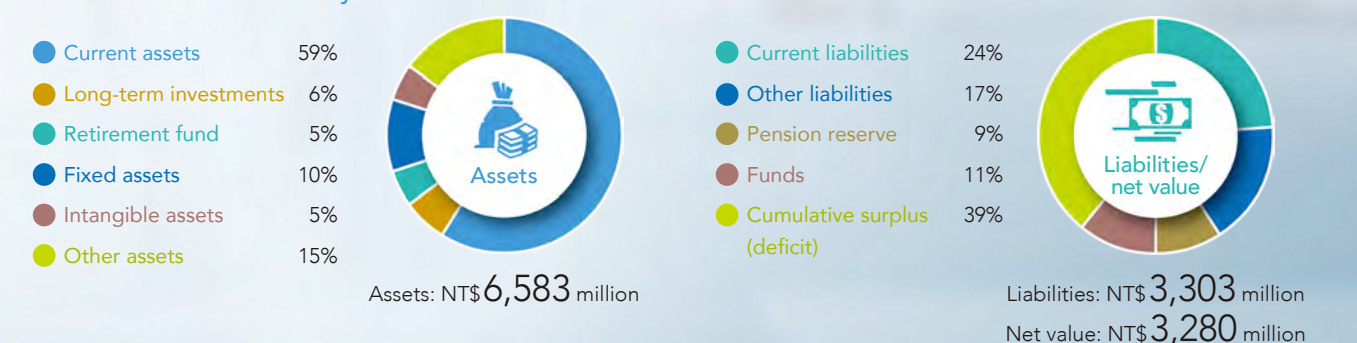 Current assets 59%
Long-term investments 6%
Retirement fund 5%
Fixed assets 10%
Intangible assets 5%
Other assets 15%
Assets
Assets: NT$6,583 million
Current liabilities 24%
Other liabilities 17%
Pension reserve 9%
Funds 11%
Cumulative surplus 39%
(deficit)
$
Liabilities/
net value
Liabilities: NT$3,303 million
Net value: NT$3,280 million